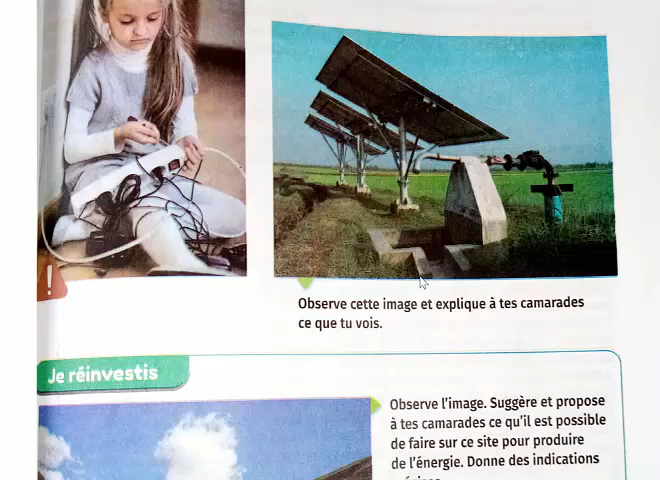 !
Observe cette image et explique à tes camarades
ce que tu vois.
Je réinvestis
Observe l'image. Suggère et propose
à tes camarades ce qu'il est possible
de faire sur ce site pour produire
de l'énergie. Donne des indications